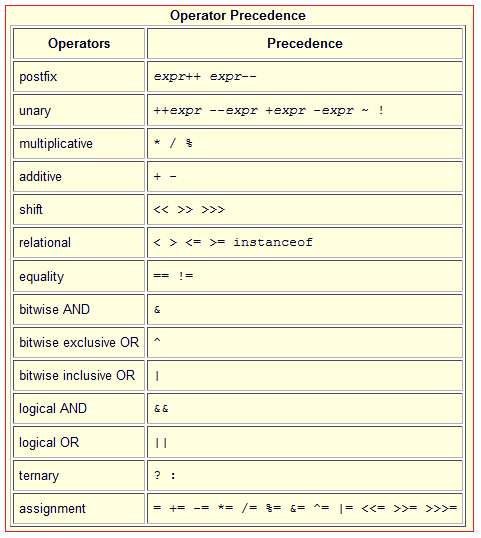 Operator Precedence
Operators Precedence
postfix expr++ expr--
unary ++expr --expr +expr -expr ~ !
multiplicative * / %
additive + -
shift << >> >>>
relational < > <= >= instanceof
equality == !=
bitwise AND &
bitwise exclusive OR ^
bitwise inclusive OR |
logical AND &&
logical OR ||
ternary ? :
assignment = += -= *= /= %= &= ^= |= <<= >>= >>>=